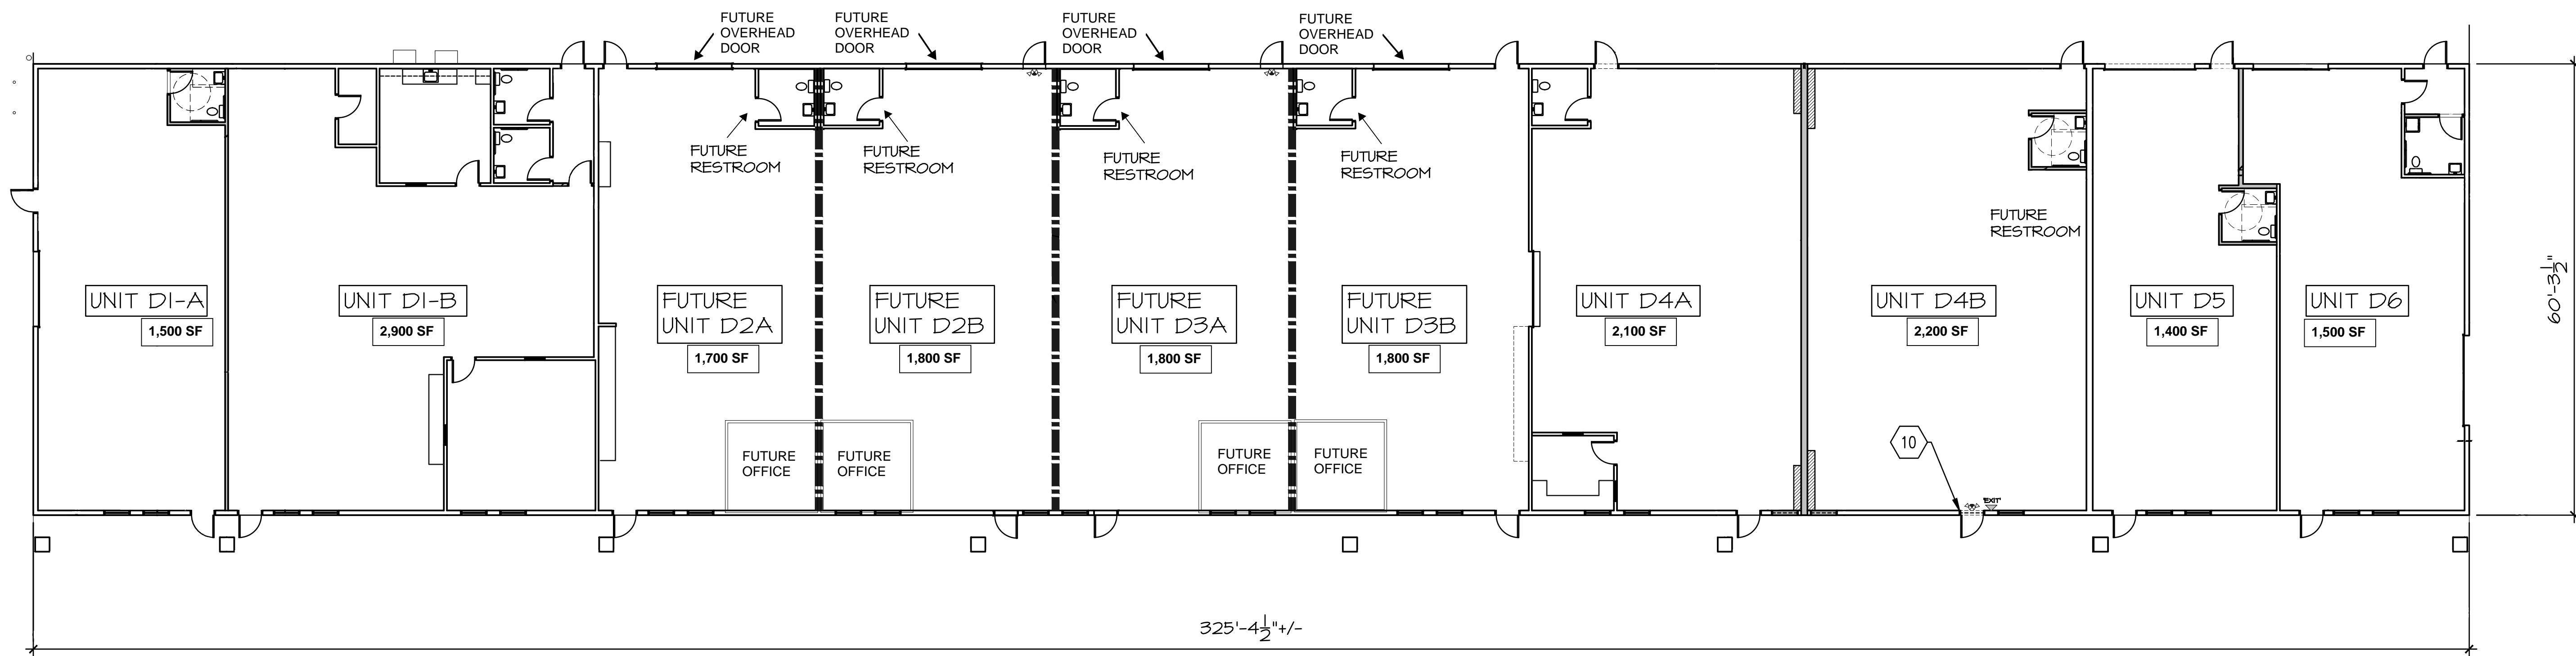 FUTURE
OVERHEAD
DOOR
FUTURE
OVERHEAD
DOOR
FUTURE
OVERHEAD
DOOR
FUTURE
OVERHEAD
DOOR
FUTURE
RESTROOM
FUTURE
RESTROOM
FUTURE
RESTROOM
FUTURE
RESTROOM
FUTURE
RESTROOM
UNIT D1-A
1,500 SF
UNIT D1-B
2,900 SF
FUTURE
UNIT D2A
1,700 SF
FUTURE
UNIT D2B
1,800 SF
FUTURE
UNIT D3A
1,800 SF
FUTURE
UNIT D3B
1,800 SF
UNIT D4A
2,100 SF
UNIT D4B
2,200 SF
UNIT D5
1,400 SF
UNIT D6
1,500 SF
60'-3½"
FUTURE
OFFICE
FUTURE
OFFICE
FUTURE
OFFICE
FUTURE
OFFICE
10
EXIT
325'-4½"+/-